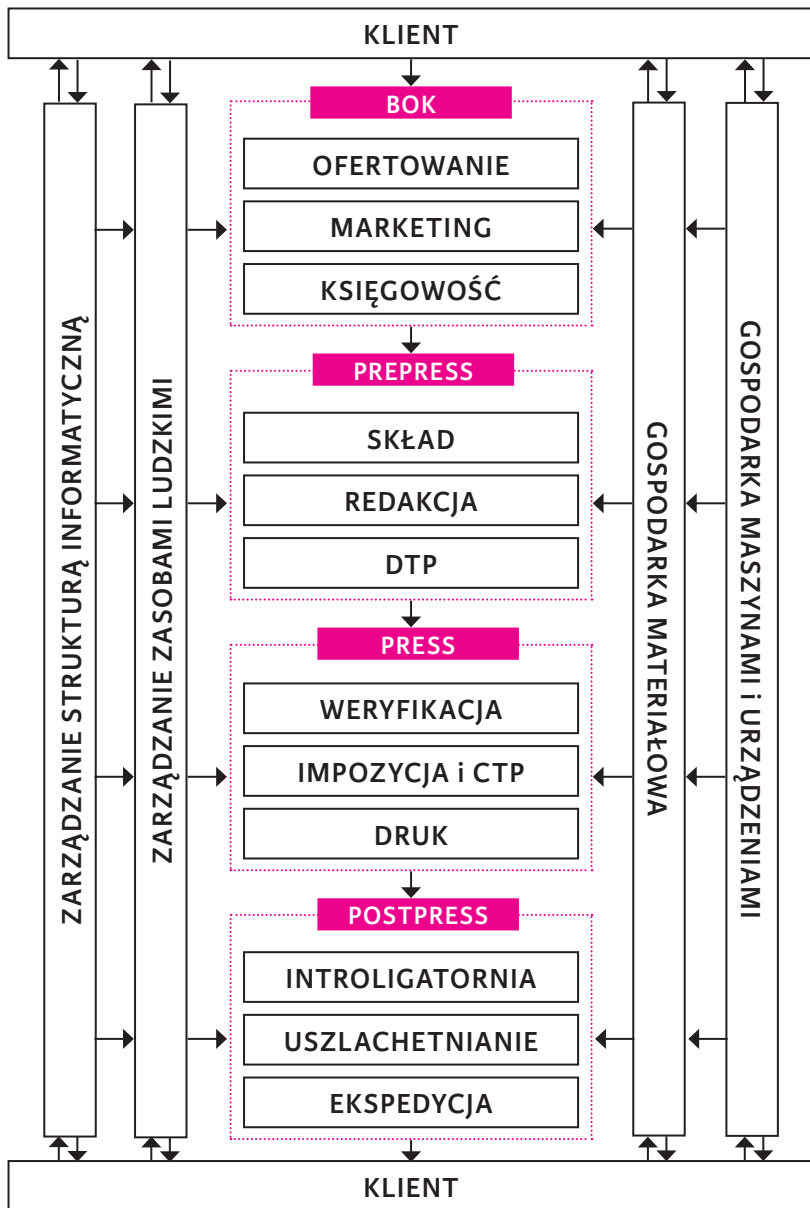 KLIENT
BOK
OFERTOWANIE
MARKETING
KSIĘGOWOŚĆ
PREPRESS
SKŁAD
REDAKCJA
DTP
PRESS
WERYFIKACJA
IMPOZYCJA i CTP
DRUK
POSTPRESS
INTROLIGATORNIA
USZLACHETNIANIE
EKSPEDYCJA
ZARZĄDZANIE STRUKTURĄ INFORMATYCZNĄ
ZARZĄDZANIE ZASOBAMI LUDZKIMI
GOSPODARKA MATERIAŁOWA
GOSPODARKA MASZYNAMI i URZĄDZENIAMI
KLIENT